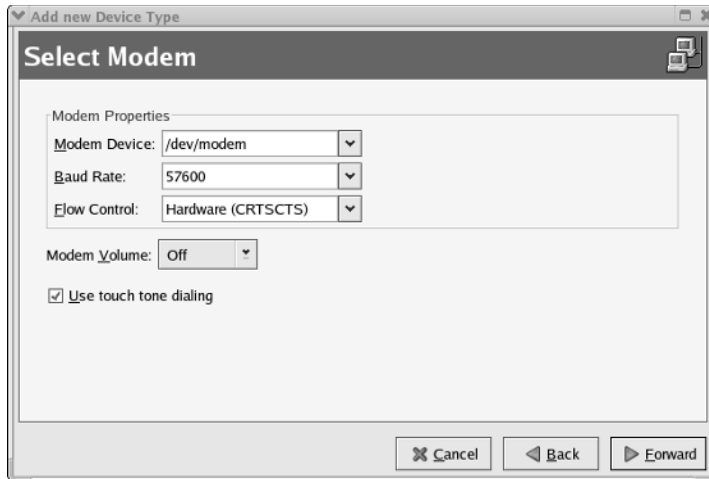 Add new Device Type
Select Modem
Modem Properties
Modem Device: /dev/modem
Baud Rate: 57600
Flow Control: Hardware (CRTSCTS)
Modem Volume: Off
Use touch tone dialing
Cancel Back Forward